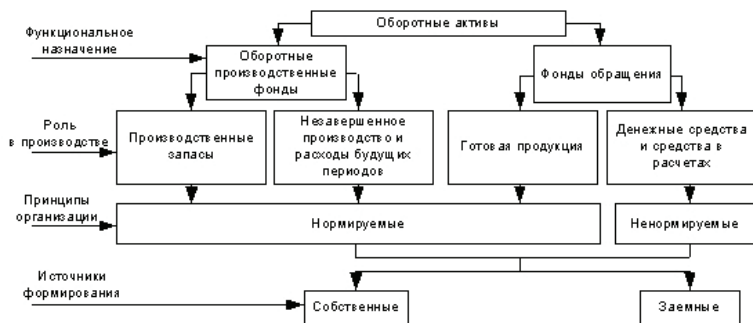 Оборотные активы
Функциональное
назначение
Оборотные
производственные
фонды
Фонды обращения
Роль
в производстве
Производственные
запасы
Незавершенное
производство и
расходы будущих
периодов
Готовая продукция
Денежные средства
и средства в
расчетах
Принципы
организации
Нормируемые
Ненормируемые
Источники
формирования
Собственные
Заемные